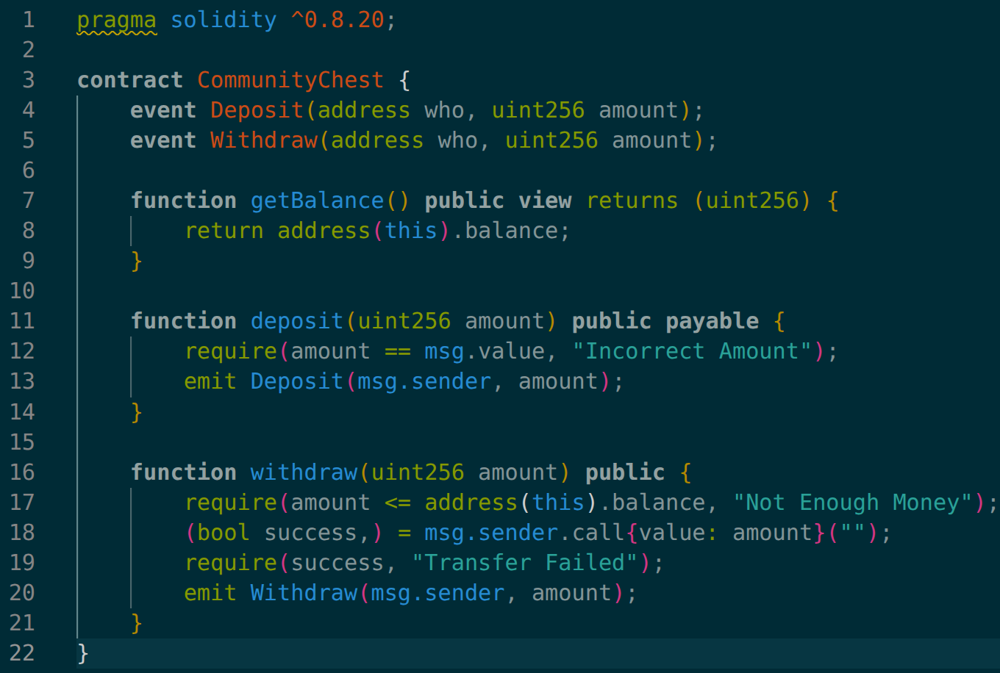 1 pragma solidity ^0.8.20;
2
3 contract CommunityChest {
4     event Deposit(address who, uint256 amount);
5     event Withdraw(address who, uint256 amount);
6
7     function getBalance() public view returns (uint256) {
8         return address(this).balance;
9     }
10
11     function deposit(uint256 amount) public payable {
12         require(amount == msg.value, "Incorrect Amount");
13         emit Deposit(msg.sender, amount);
14     }
15
16     function withdraw(uint256 amount) public {
17         require(amount <= address(this).balance, "Not Enough Money");
18         (bool success,) = msg.sender.call{value: amount}("");
19         require(success, "Transfer Failed");
20         emit Withdraw(msg.sender, amount);
21     }
22 }